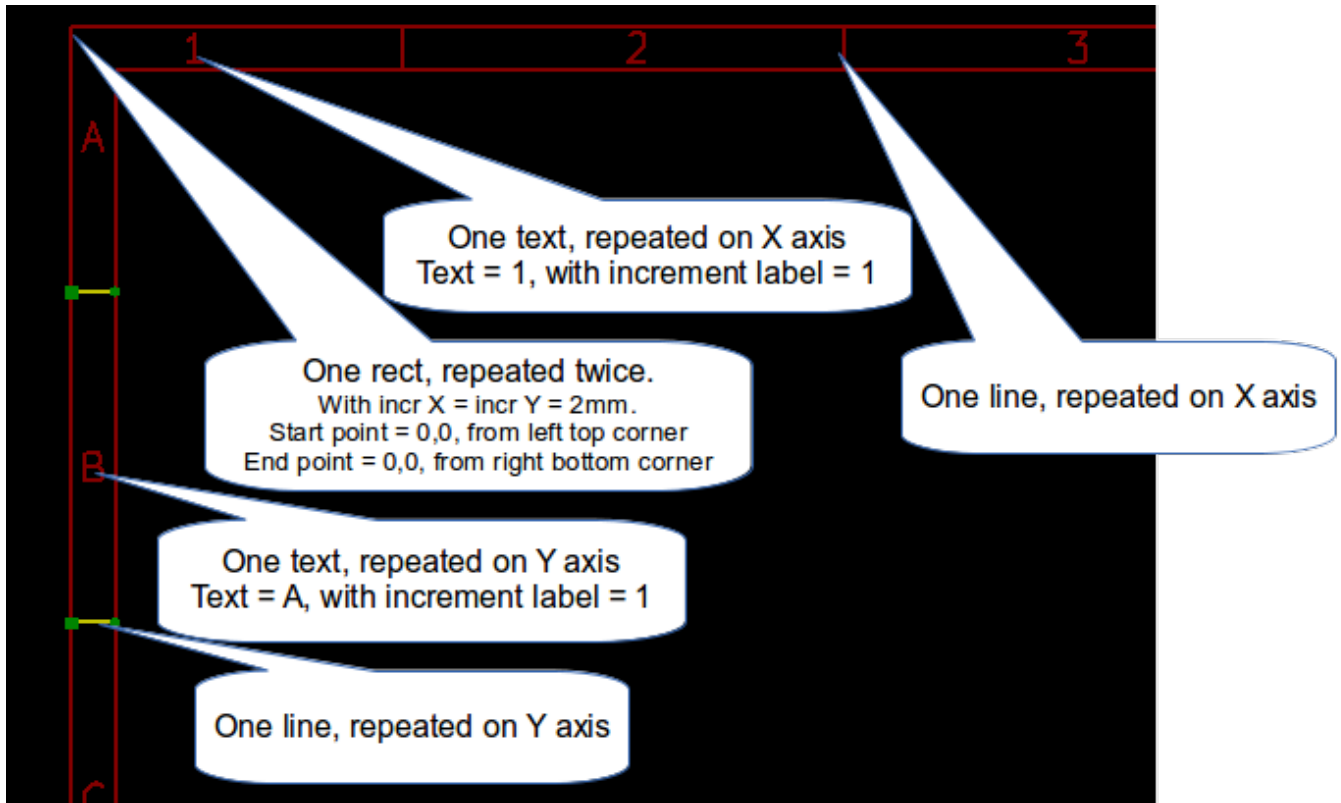 1
2
3
A
One text, repeated on X axis
Text = 1, with increment label = 1
One rect, repeated twice.
With incr X = incr Y = 2mm.
Start point = 0,0, from left top corner
End point = 0,0, from right bottom corner
One line, repeated on X axis
B
One text, repeated on Y axis
Text = A, with increment label = 1
One line, repeated on Y axis
C